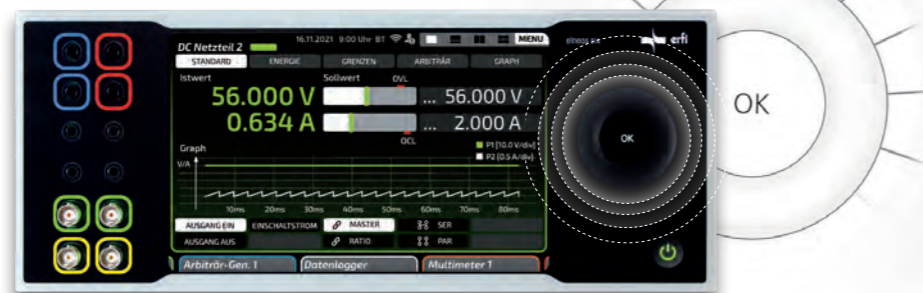 DC Netzteil 2 16.11.2021 9:00 Uhr BT MENU
STANDARD ENERGIE GRENZEN ARBITRÄR GRAPH
Istwert Sollwert OVL
56.000 V ... 56.000 V
0.634 A ... 2.000 A
OCL
Graph P1 [10.0 V/div]
V/A P2 [0.5 A/div]
10ms 20ms 30ms 40ms 50ms 60ms 70ms 80ms
AUSGANG EIN EINSCHALTSTROM MASTER SER
AUSGANG AUS RATIO PAR
Arbiträr-Gen. 1 Datenlogger Multimeter 1
elneos six erfi
OK
OK